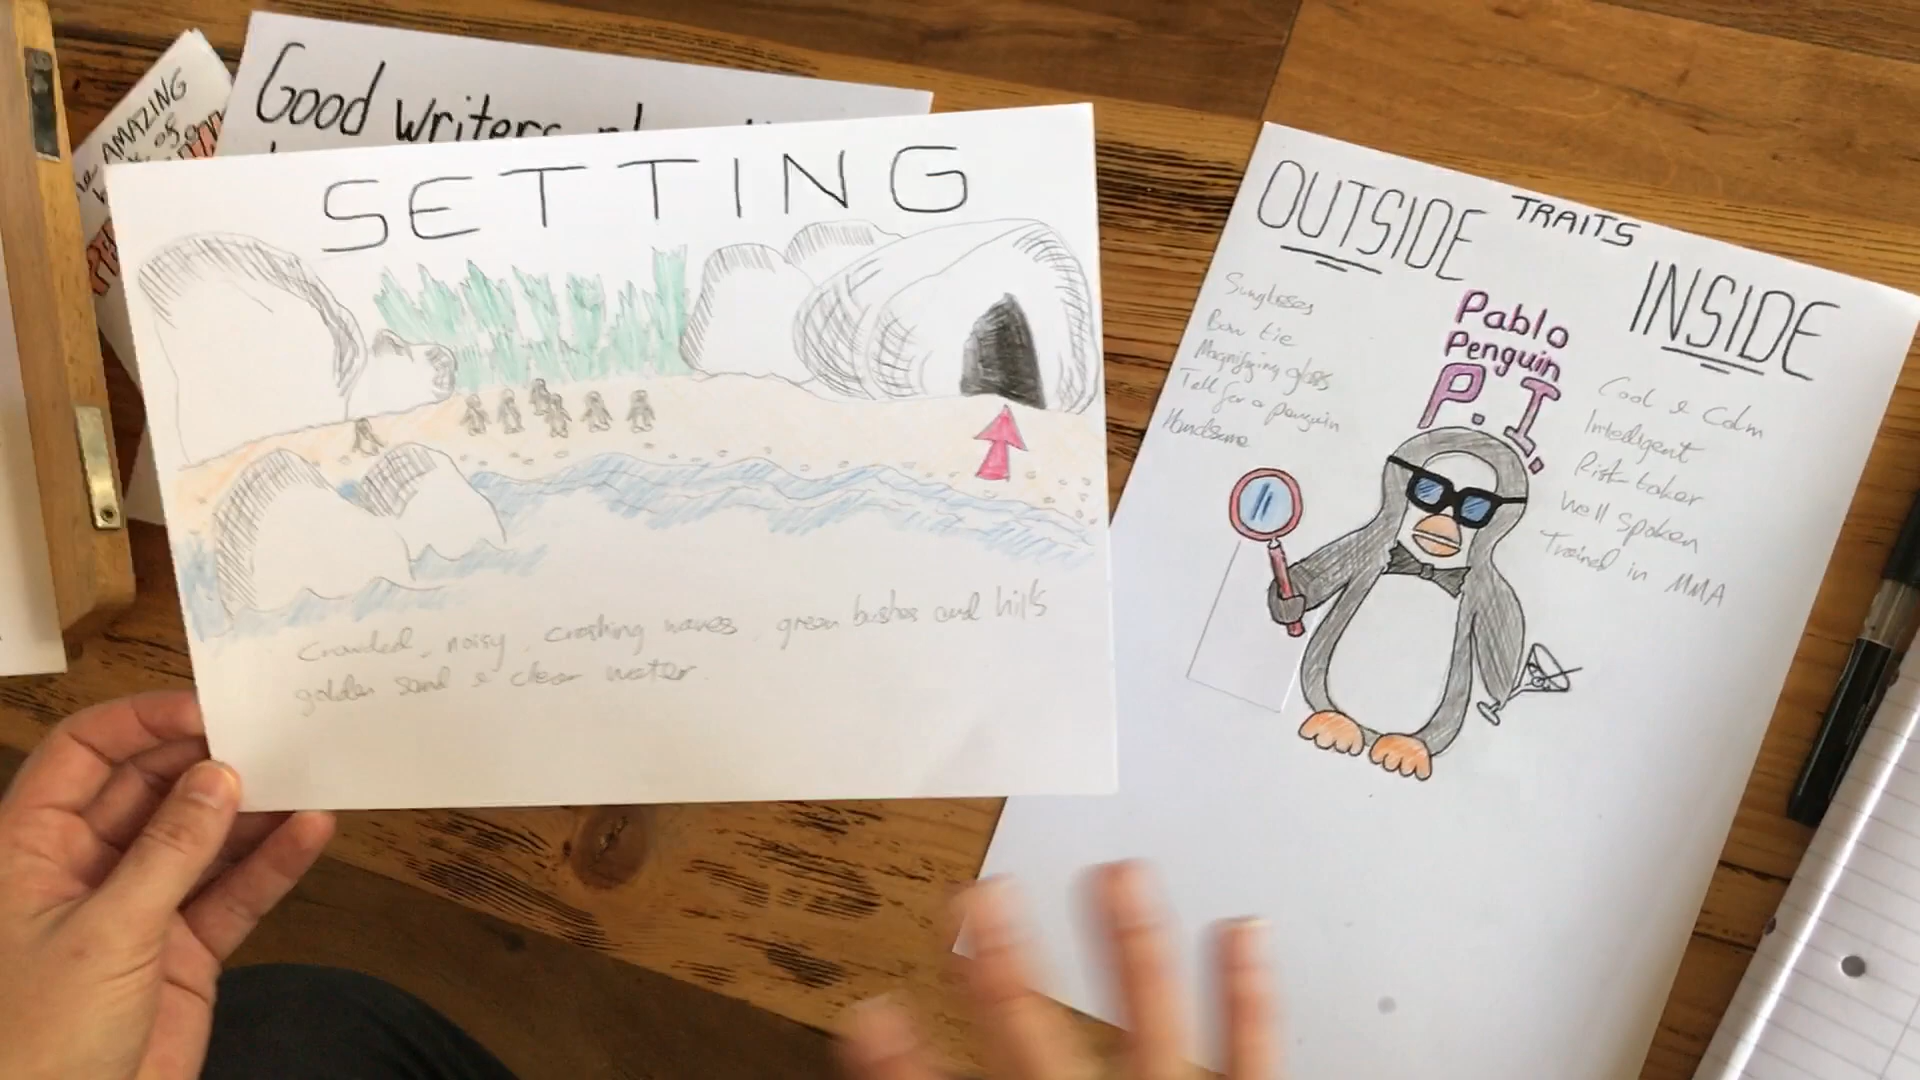 AMAZING
of
Good writers
SETTING
Crowded, noisy, crashing waves, green bushes and hills
golden sand & clear water.
OUTSIDE TRAITS INSIDE
Sunglasses
Bow tie
Magnifying glass
Tall for a penguin
Handsome
Pablo
Penguin
P.I.
Cool & Calm
Intelligent
Risk taker
Well spoken
Trained in MMA